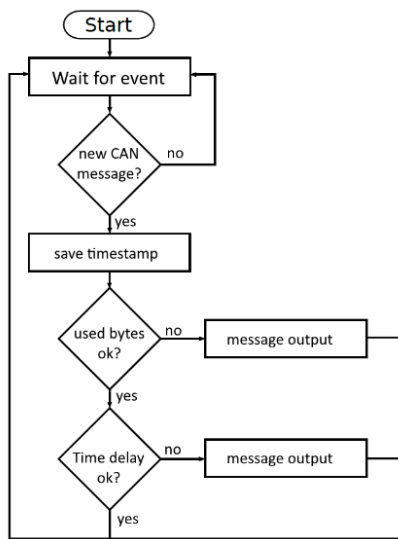 Start
Wait for event
new CAN
message?
no
yes
save timestamp
used bytes
ok?
no
message output
yes
Time delay
ok?
no
message output
yes